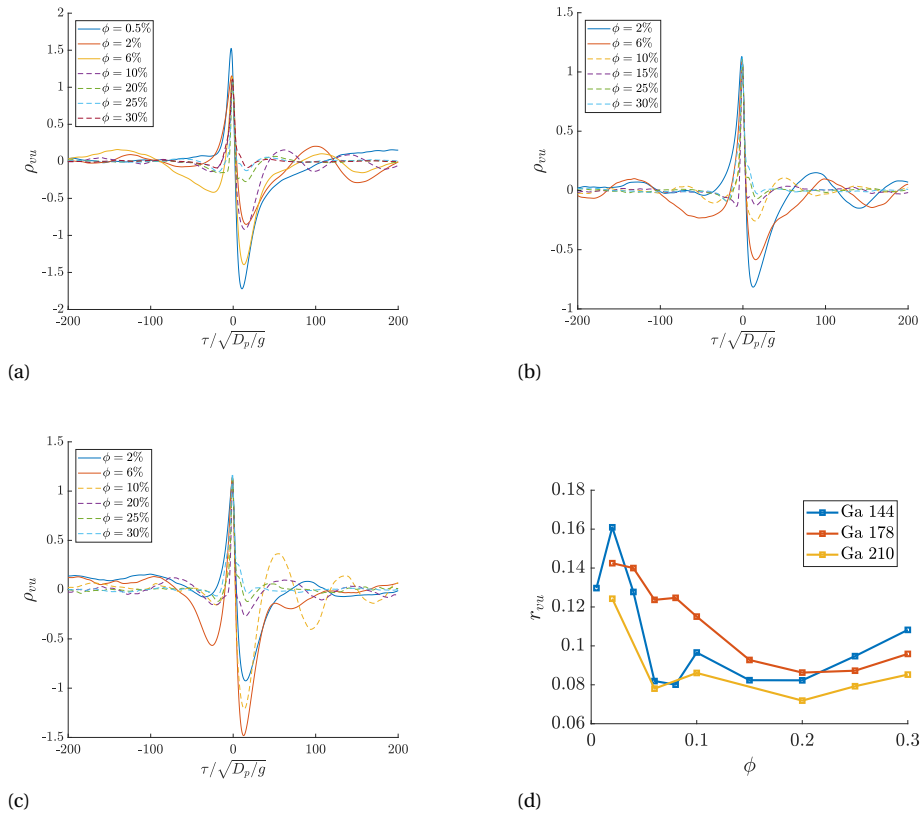 2
1.5
1
0.5
0
-0.5
-1
-1.5
-2
ρ_vu
ϕ = 0.5%
ϕ = 2%
ϕ = 6%
ϕ = 10%
ϕ = 20%
ϕ = 25%
ϕ = 30%
-200 -100 0 100 200
τ/√(D_p/g)
(a)
1.5
1
0.5
0
-0.5
-1
ρ_vu
ϕ = 2%
ϕ = 6%
ϕ = 10%
ϕ = 15%
ϕ = 25%
ϕ = 30%
-200 -100 0 100 200
τ/√(D_p/g)
(b)
1.5
1
0.5
0
-0.5
-1
-1.5
ρ_vu
ϕ = 2%
ϕ = 6%
ϕ = 10%
ϕ = 20%
ϕ = 25%
ϕ = 30%
-200 -100 0 100 200
τ/√(D_p/g)
(c)
0.18
0.16
0.14
0.12
0.1
0.08
0.06
r_vu
Ga 144
Ga 178
Ga 210
0 0.1 0.2 0.3
ϕ
(d)